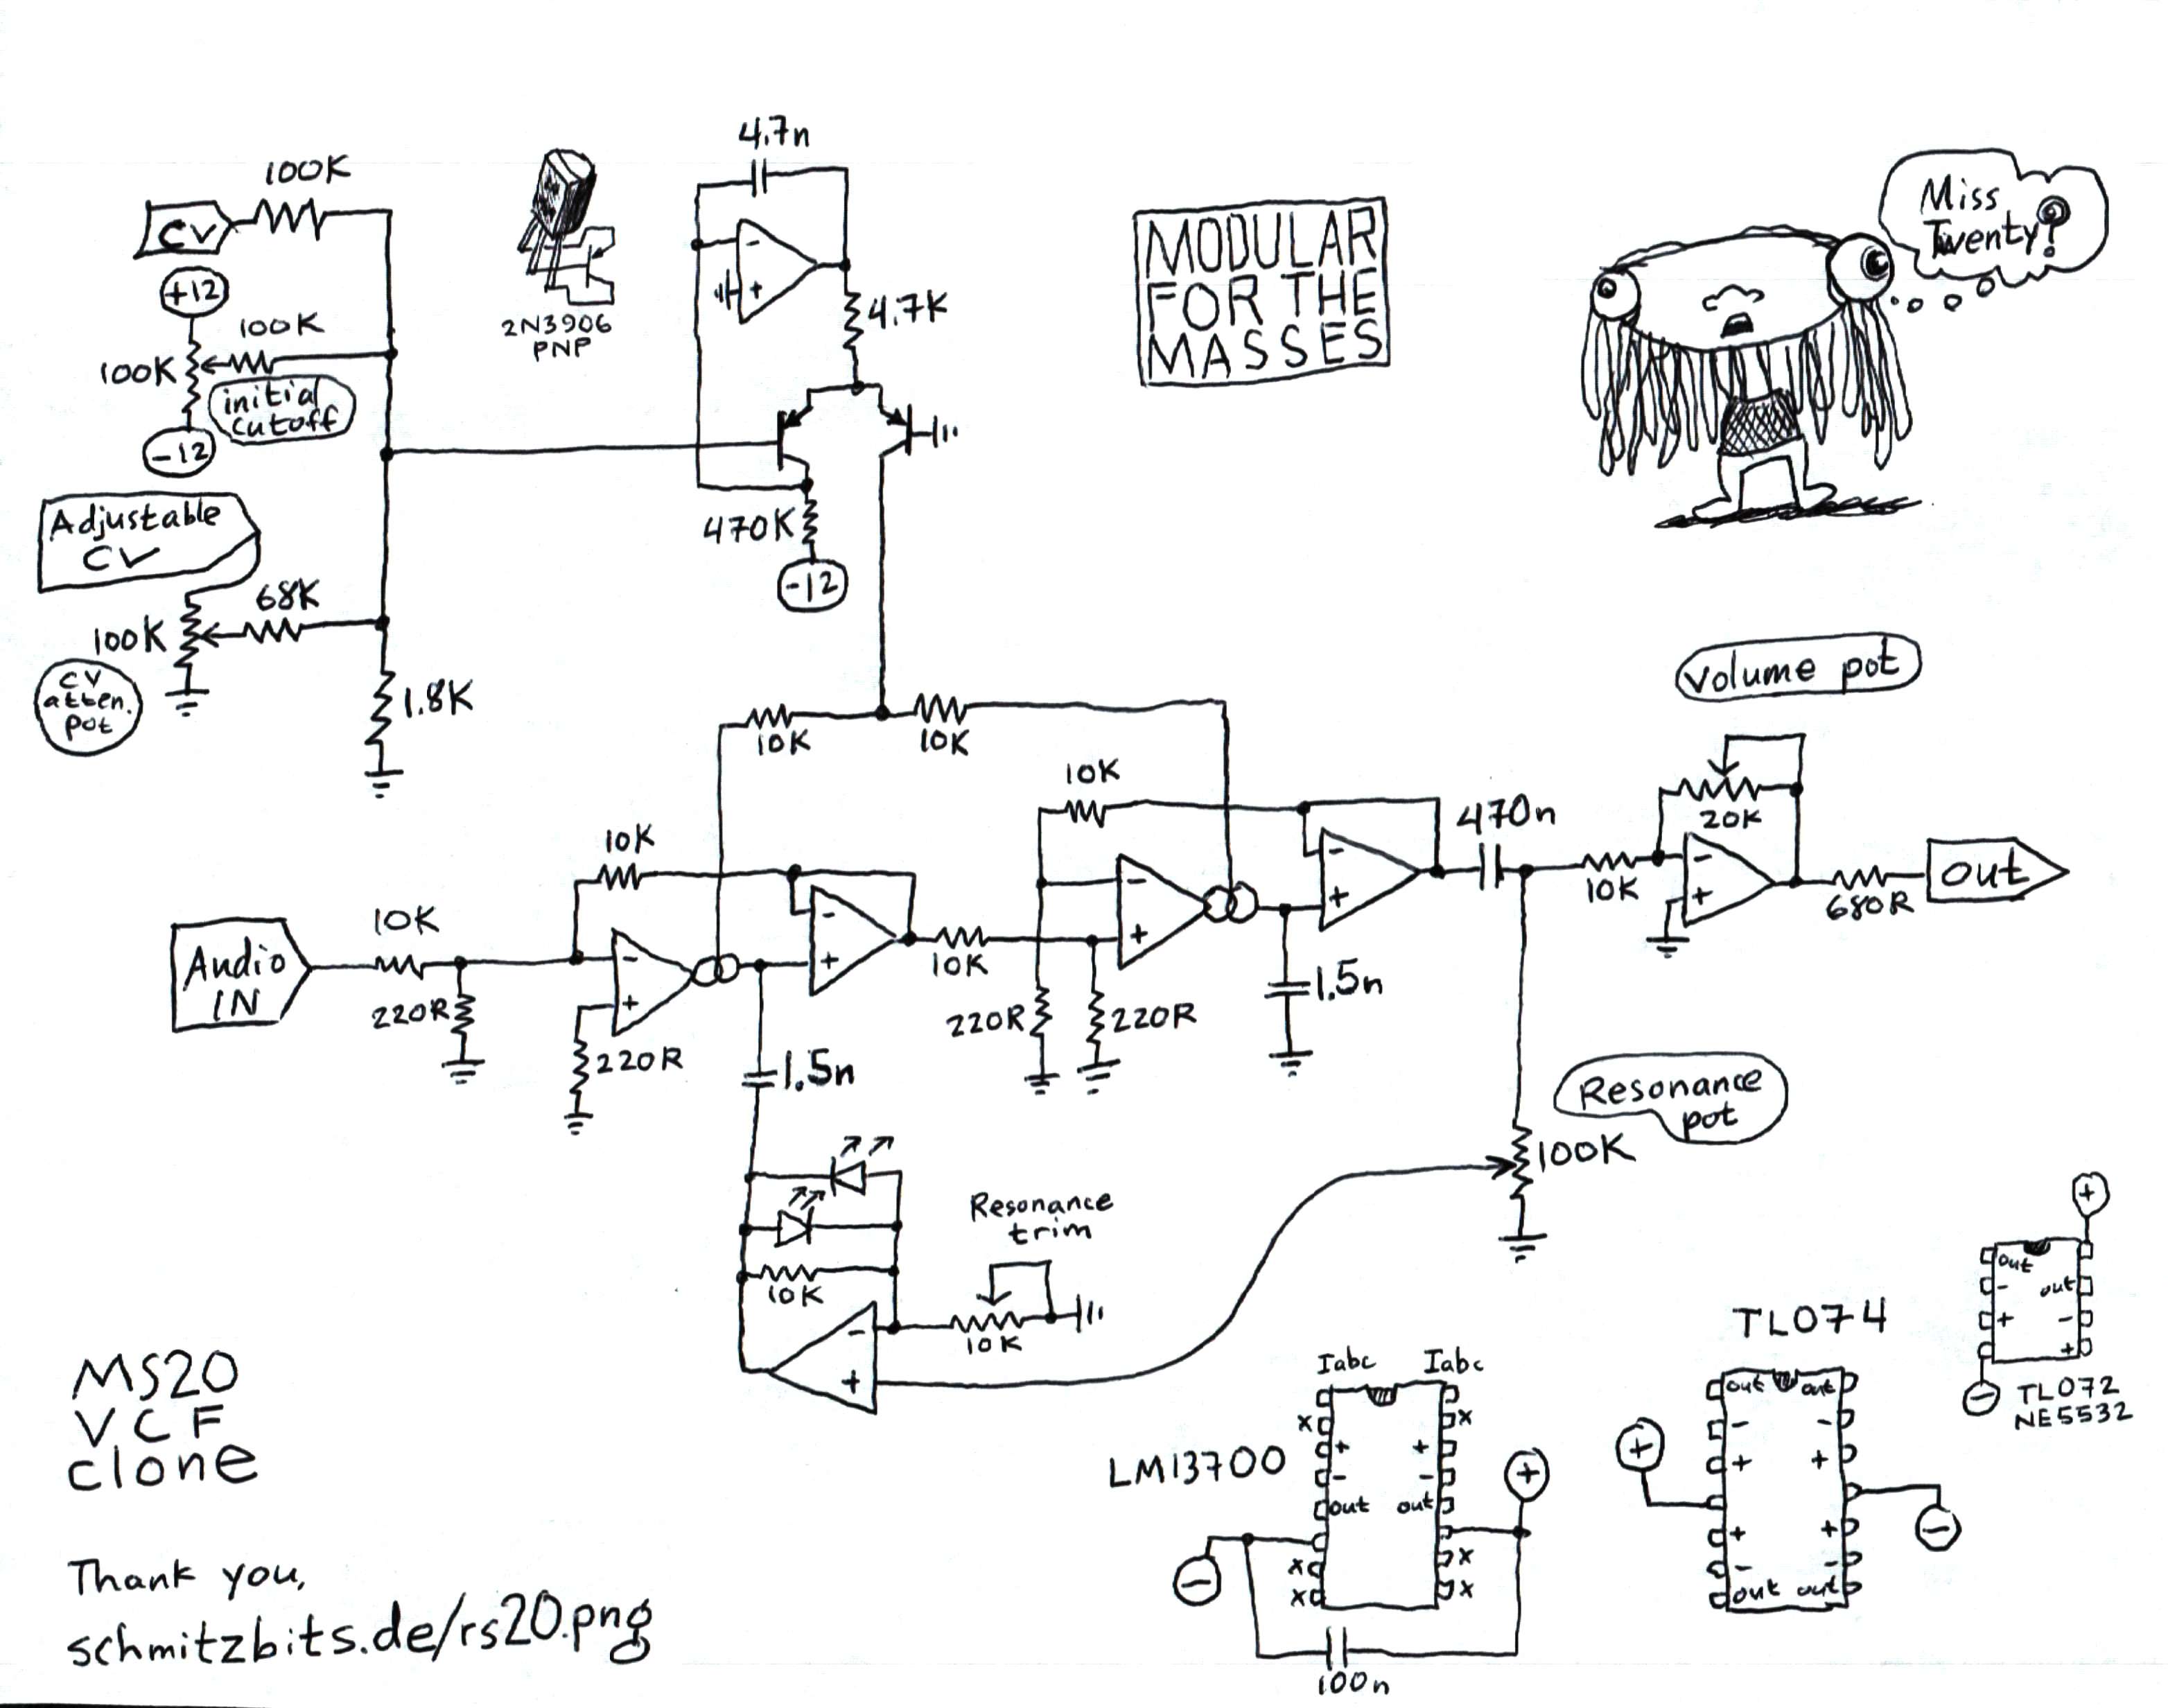 4.7n
100K
CV
+12
100K
100K
initial
cutoff
-12
2N3906
PNP
-
+
4.7K
MODULAR
FOR THE
MASSES
Miss
Twenty?
Adjustable
CV
470K
-12
68K
100K
CV
atten.
pot
1.8K
10K
10K
Volume pot
10K
20K
470n
10K
-
+
-
+
10K
-
+
680R
out
Audio
IN
10K
220R
-
+
220R
-
+
10K
220R
220R
1.5n
1.5n
Resonance
pot
100K
Resonance
trim
10K
10K
-
+
MS20
VCF
clone
Thank you,
schmitzbits.de/rs20.png
LM13700
Iabc Iabc
x x
+ +
- -
out out
+
-
x x
x x
100n
TL074
out out
- -
+ +
+
-
+ +
- -
out out
+
out
- out
+ -
+
-
TL072
NE5532